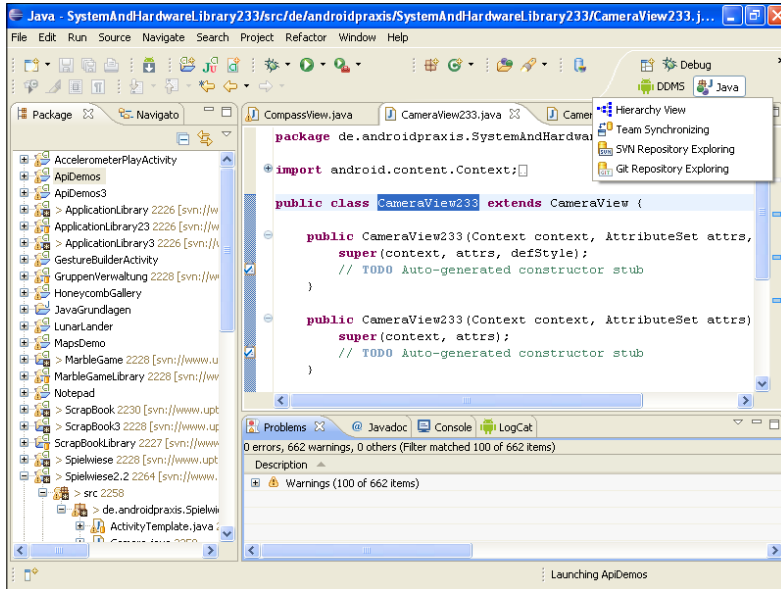 Java - SystemAndHardwareLibrary233/src/de/androidpraxis/SystemAndHardwareLibrary233/CameraView233.j...
File Edit Run Source Navigate Search Project Refactor Window Help
Debug
DDMS Java
Hierarchy View
Team Synchronizing
SVN Repository Exploring
Git Repository Exploring
Package Navigato
AccelerometerPlayActivity
ApiDemos
ApiDemos3
> ApplicationLibrary 2226 [svn://w
ApplicationLibrary23 2226 [svn://w
> ApplicationLibrary3 2226 [svn://
GestureBuilderActivity
GruppenVerwaltung 2228 [svn://w
HoneycombGallery
JavaGrundlagen
LunarLander
MapsDemo
> MarbleGame 2228 [svn://www.u
MarbleGameLibrary 2228 [svn://ww
Notepad
> ScrapBook 2230 [svn://www.upt
> ScrapBook3 2228 [svn://www.up
ScrapBookLibrary 2227 [svn://www
> Spielwiese 2228 [svn://www.upt
> Spielwiese2.2 2264 [svn://www.
> src 2258
> de.androidpraxis.Spielwi
ActivityTemplate.java
CompassView.java CameraView233.java Came
package de.androidpraxis.SystemAndHardwa
import android.content.Context;
public class CameraView233 extends CameraView {
public CameraView233(Context context, AttributeSet attrs,
super(context, attrs, defStyle);
// TODO Auto-generated constructor stub
}
public CameraView233(Context context, AttributeSet attrs)
super(context, attrs);
// TODO Auto-generated constructor stub
}
Problems @ Javadoc Console LogCat
0 errors, 662 warnings, 0 others (Filter matched 100 of 662 items)
Description
Warnings (100 of 662 items)
Launching ApiDemos